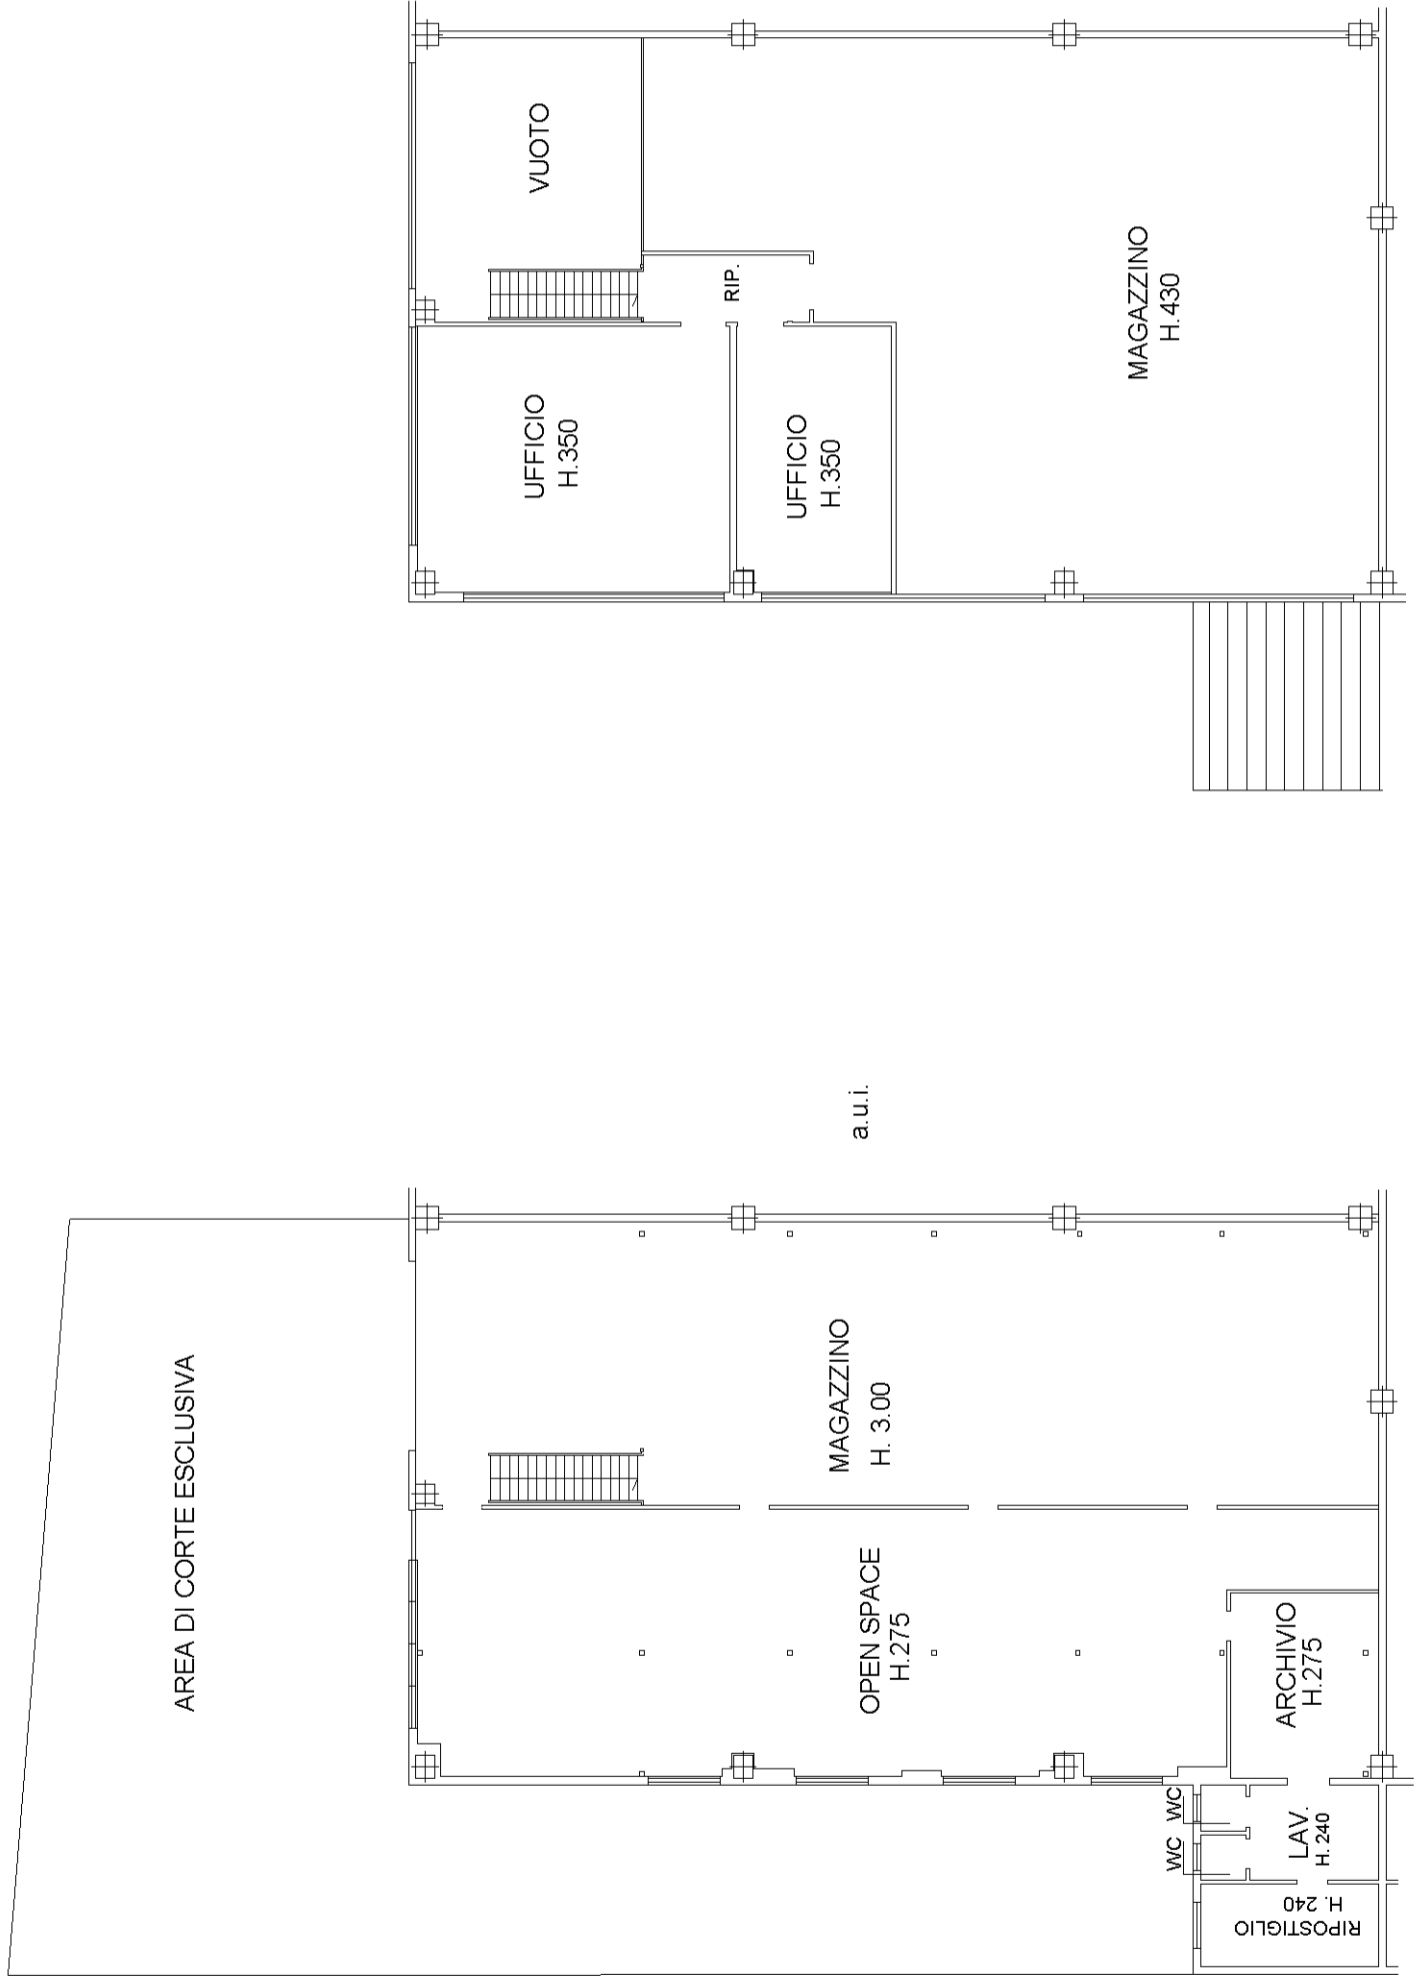 AREA DI CORTE ESCLUSIVA
OPEN SPACE
H.275
MAGAZZINO
H. 3.00
ARCHIVIO
H.275
WC
WC
LAV.
H. 240
RIPOSTIGLIO
H. 240
a.u.i.
UFFICIO
H.350
VUOTO
UFFICIO
H.350
RIP.
MAGAZZINO
H.430